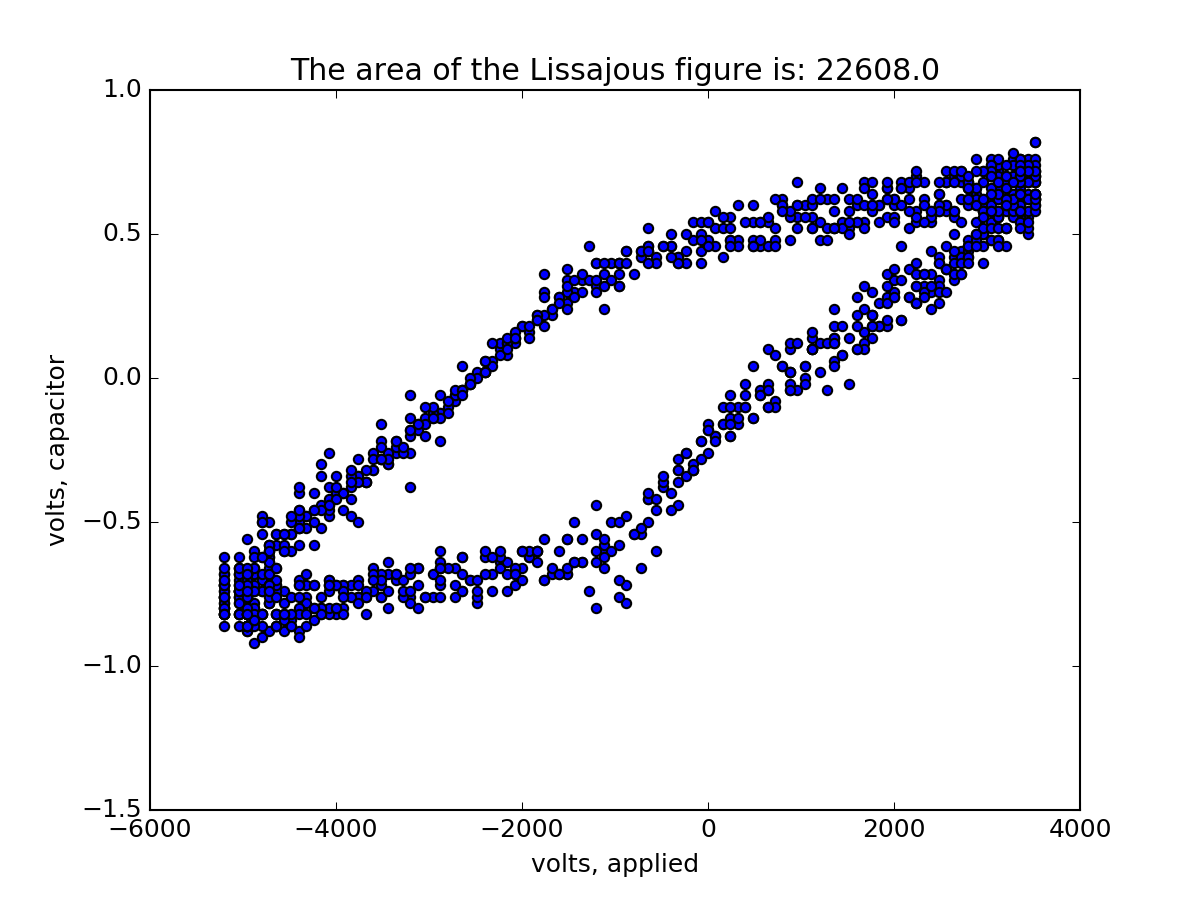 The area of the Lissajous figure is: 22608.0
1.0
0.5
0.0
−0.5
−1.0
−1.5
volts, capacitor
−6000 −4000 −2000 0 2000 4000
volts, applied